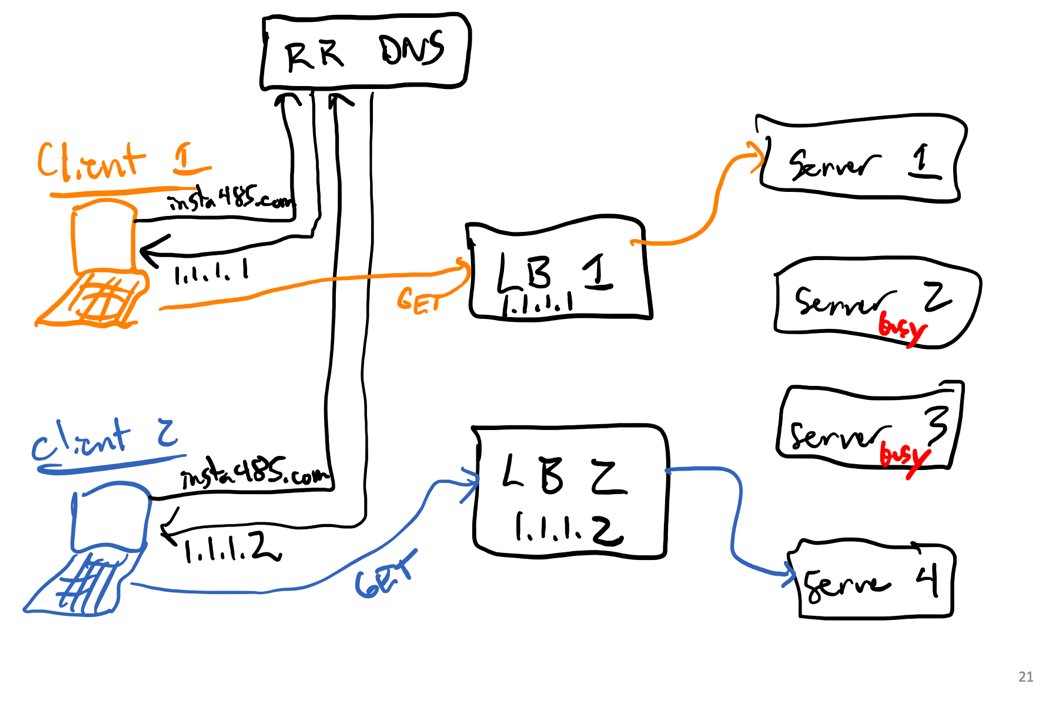 RR DNS
Client 1
insta485.com
1.1.1.1
GET
LB 1
1.1.1.1
Server 1
Server 2
busy
Server 3
busy
client 2
insta485.com
1.1.1.2
GET
LB 2
1.1.1.2
Serve 4
21